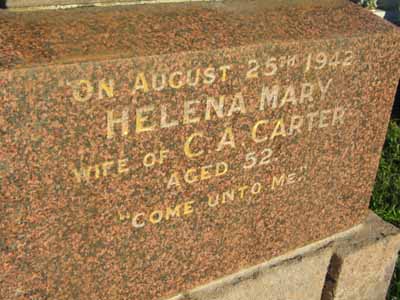 ON AUGUST 25TH 1942
HELENA MARY
WIFE OF C.A. CARTER
AGED 52.
"COME UNTO ME."